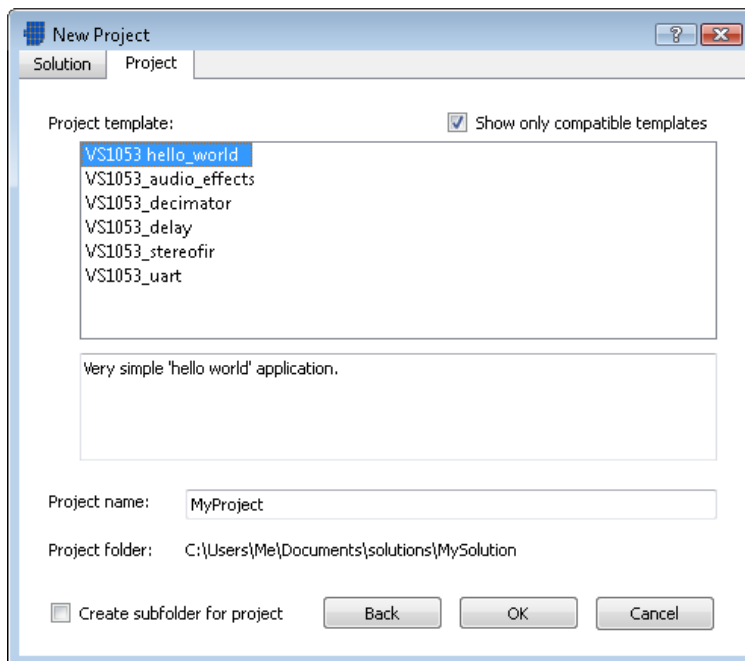 New Project
Solution Project
Project template: Show only compatible templates
VS1053 hello_world
VS1053_audio_effects
VS1053_decimator
VS1053_delay
VS1053_stereofir
VS1053_uart
Very simple 'hello world' application.
Project name: MyProject
Project folder: C:\Users\Me\Documents\solutions\MySolution
Create subfolder for project Back OK Cancel